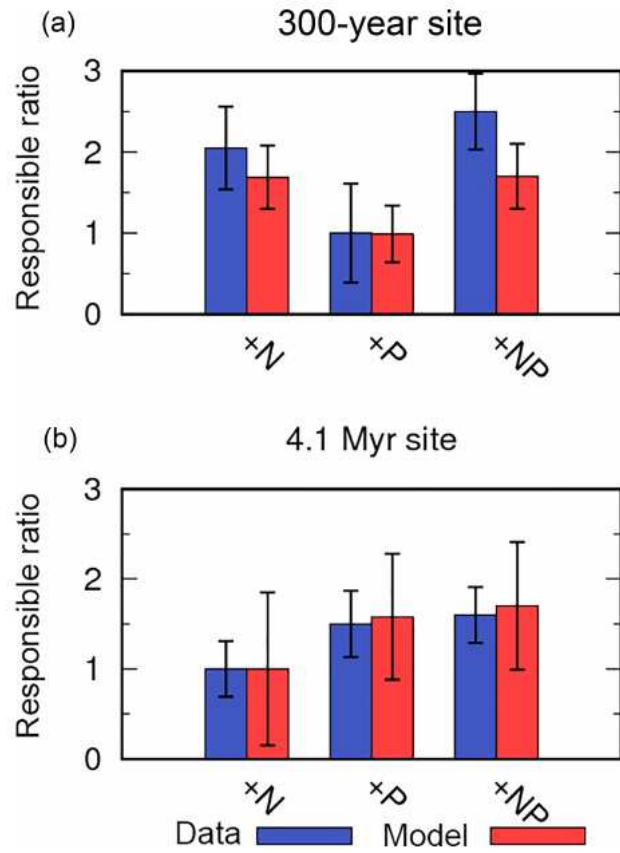 (a) 300-year site
Responsible ratio
3
2
1
0
+N +P +NP
(b) 4.1 Myr site
Responsible ratio
3
2
1
0
+N +P +NP
Data Model